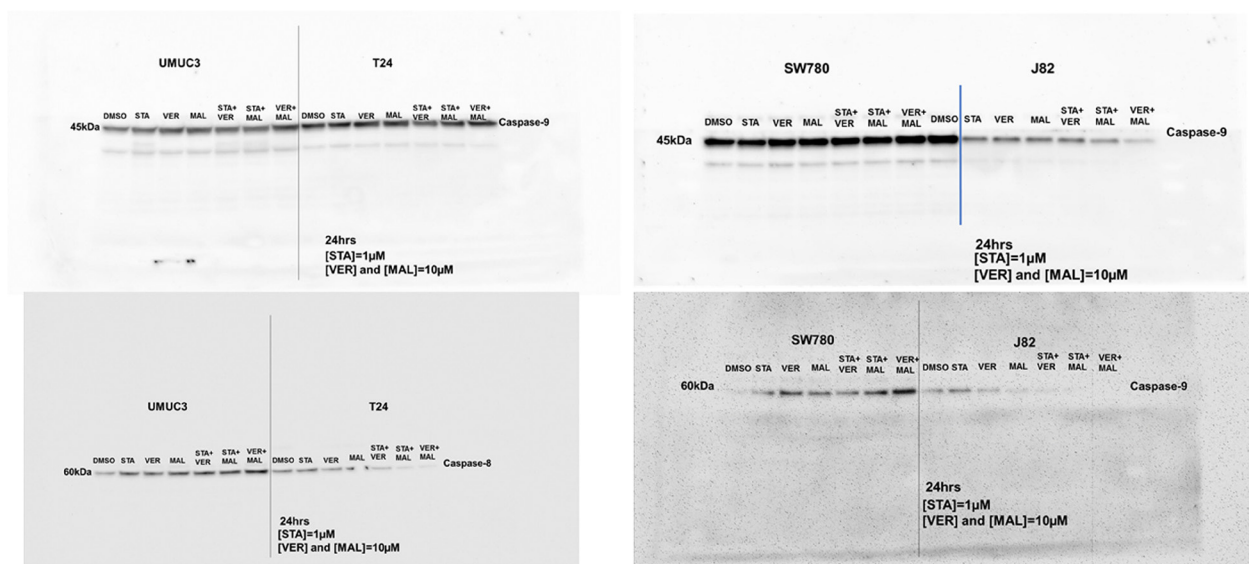 UMUC3 T24
DMSO STA VER MAL STA+ VER STA+ MAL VER+ MAL DMSO STA VER MAL STA+ VER STA+ MAL VER+ MAL
45kDa Caspase-9
24hrs
[STA]=1µM
[VER] and [MAL]=10µM
SW780 J82
DMSO STA VER MAL STA+ VER STA+ MAL VER+ MAL DMSO STA VER MAL STA+ VER STA+ MAL VER+ MAL
45kDa Caspase-9
24hrs
[STA]=1µM
[VER] and [MAL]=10µM
UMUC3 T24
DMSO STA VER MAL STA+ VER STA+ MAL VER+ MAL DMSO STA VER MAL STA+ VER STA+ MAL VER+ MAL
60kDa Caspase-8
24hrs
[STA]=1µM
[VER] and [MAL]=10µM
SW780 J82
DMSO STA VER MAL STA+ VER STA+ MAL VER+ MAL DMSO STA VER MAL STA+ VER STA+ MAL VER+ MAL
60kDa Caspase-9
24hrs
[STA]=1µM
[VER] and [MAL]=10µM